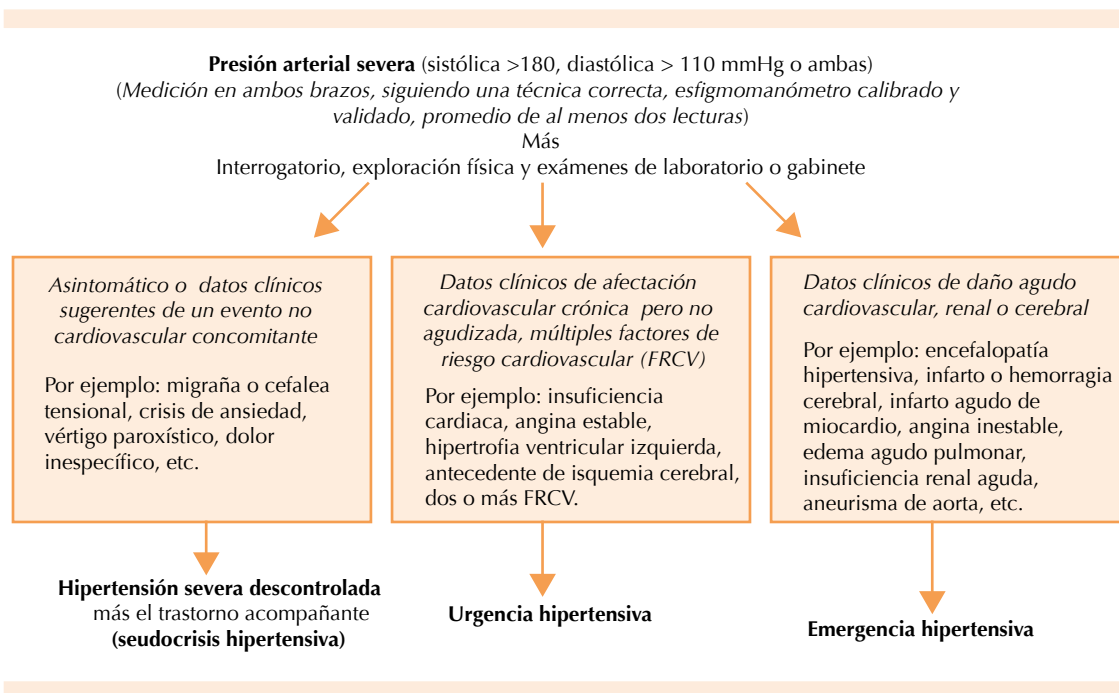 Presión arterial severa (sistólica >180, diastólica > 110 mmHg o ambas)
(Medición en ambos brazos, siguiendo una técnica correcta, esfigmomanómetro calibrado y
validado, promedio de al menos dos lecturas)
Más
Interrogatorio, exploración física y exámenes de laboratorio o gabinete
Asintomático o datos clínicos
sugerentes de un evento no
cardiovascular concomitante
Por ejemplo: migraña o cefalea
tensional, crisis de ansiedad,
vértigo paroxístico, dolor
inespecífico, etc.
Hipertensión severa descontrolada
más el trastorno acompañante
(seudocrisis hipertensiva)
Datos clínicos de afectación
cardiovascular crónica pero no
agudizada, múltiples factores de
riesgo cardiovascular (FRCV)
Por ejemplo: insuficiencia
cardiaca, angina estable,
hipertrofia ventricular izquierda,
antecedente de isquemia cerebral,
dos o más FRCV.
Urgencia hipertensiva
Datos clínicos de daño agudo
cardiovascular, renal o cerebral
Por ejemplo: encefalopatía
hipertensiva, infarto o hemorragia
cerebral, infarto agudo de
miocardio, angina inestable,
edema agudo pulmonar,
insuficiencia renal aguda,
aneurisma de aorta, etc.
Emergencia hipertensiva